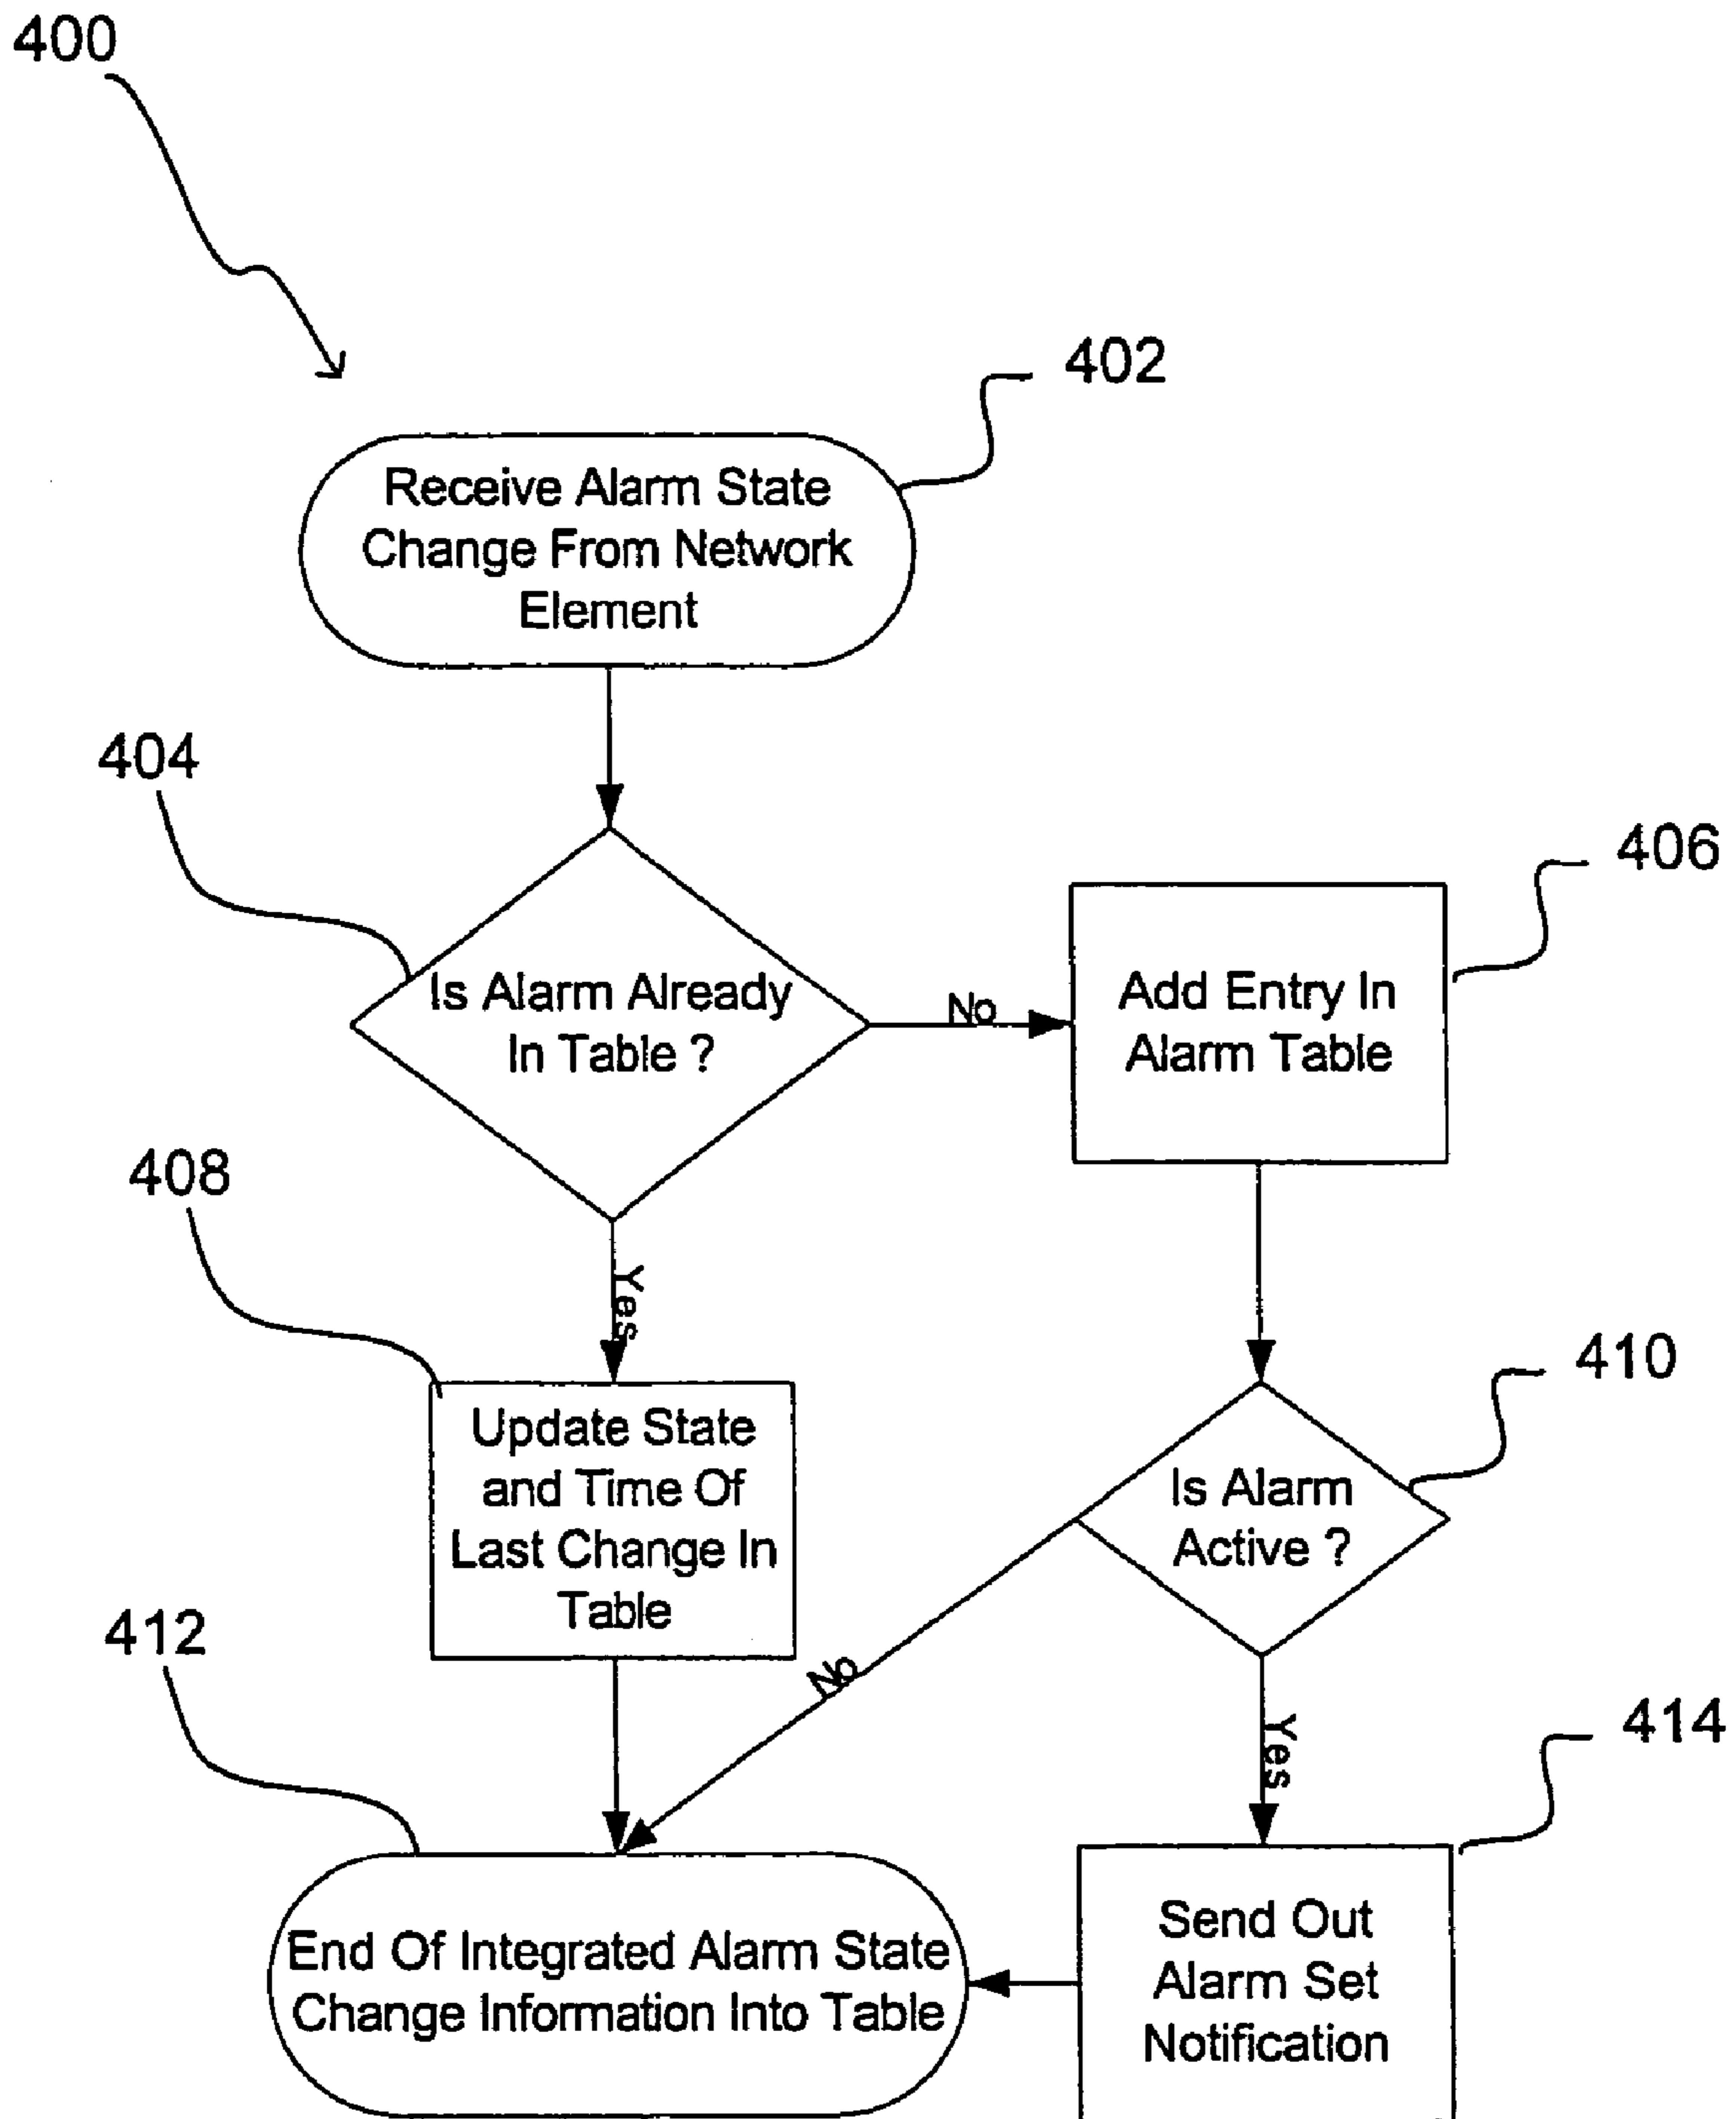 400
402
Receive Alarm State
Change From Network
Element
404
406
Is Alarm Already
In Table ?
No
Add Entry In
Alarm Table
408
Yes
410
Update State
and Time Of
Last Change In
Table
Is Alarm
Active ?
412
No
414
Yes
End Of Integrated Alarm State
Change Information Into Table
Send Out
Alarm Set
Notification